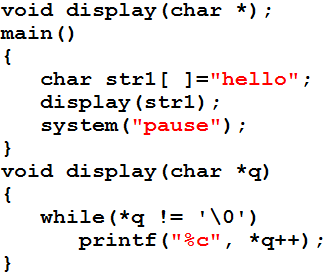 void display(char *);
main()
{
char str1[ ]="hello";
display(str1);
system("pause");
}
void display(char *q)
{
while(*q != '\0')
printf("%c", *q++);
}